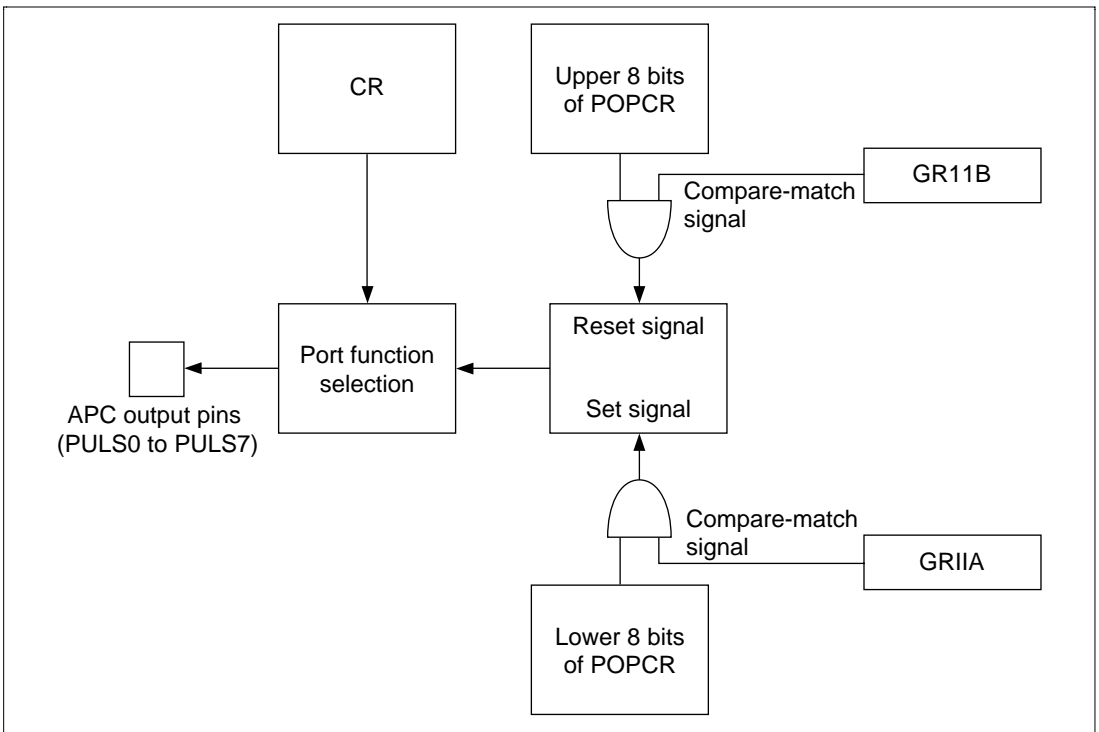 CR
Upper 8 bits
of POPCR
GR11B
Compare-match
signal
Reset signal
Set signal
Port function
selection
APC output pins
(PULS0 to PULS7)
Compare-match
signal
GRIIA
Lower 8 bits
of POPCR